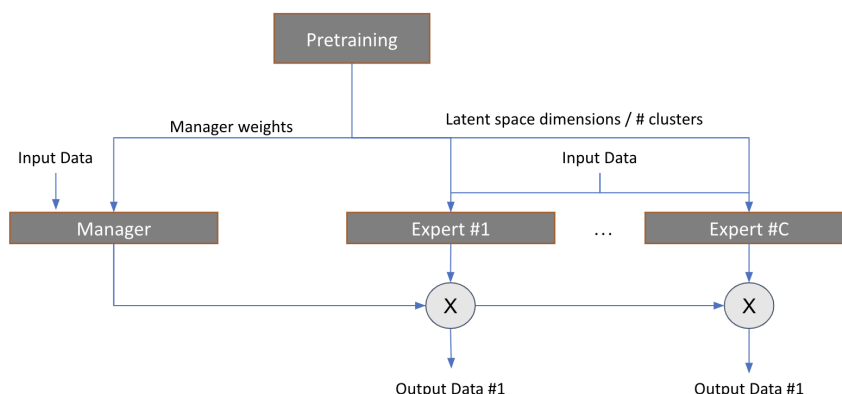 Pretraining
Manager weights
Latent space dimensions / # clusters
Input Data
Input Data
Manager
Expert #1
...
Expert #C
X
X
Output Data #1
Output Data #1